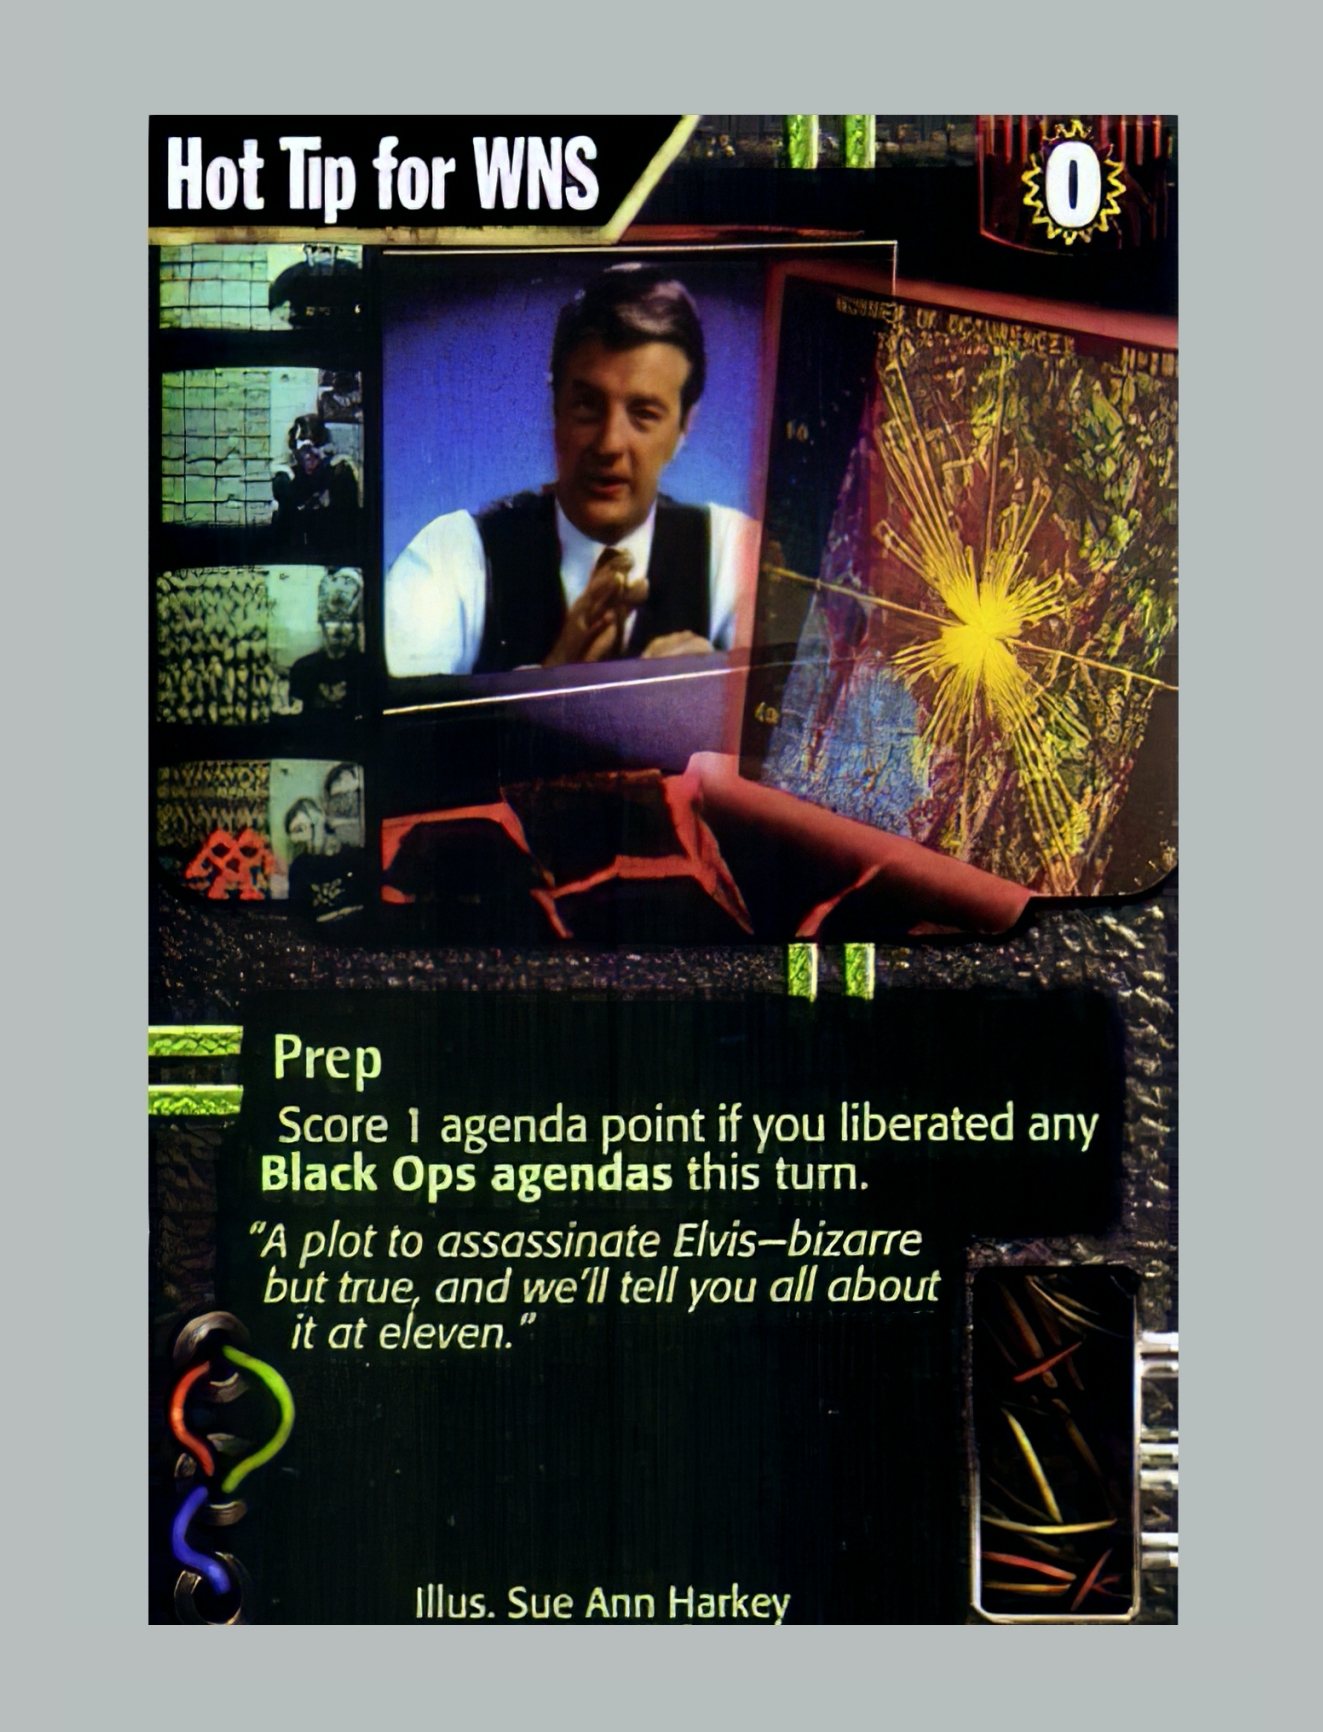 Hot Tip for WNS
0
Prep
Score 1 agenda point if you liberated any
Black Ops agendas this turn.
"A plot to assassinate Elvis—bizarre
but true, and we'll tell you all about
it at eleven."
Illus. Sue Ann Harkey